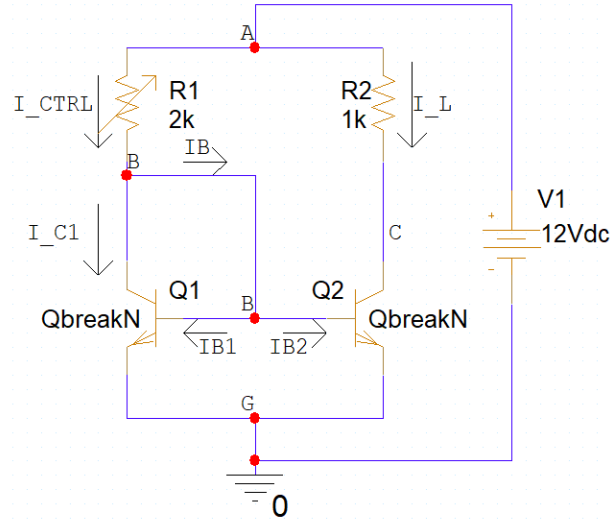 A
I_CTRL
R1
2k
R2
1k
I_L
B
IB
V1
12Vdc
+
-
I_C1
C
Q1
QbreakN
B
Q2
QbreakN
IB1
IB2
G
0